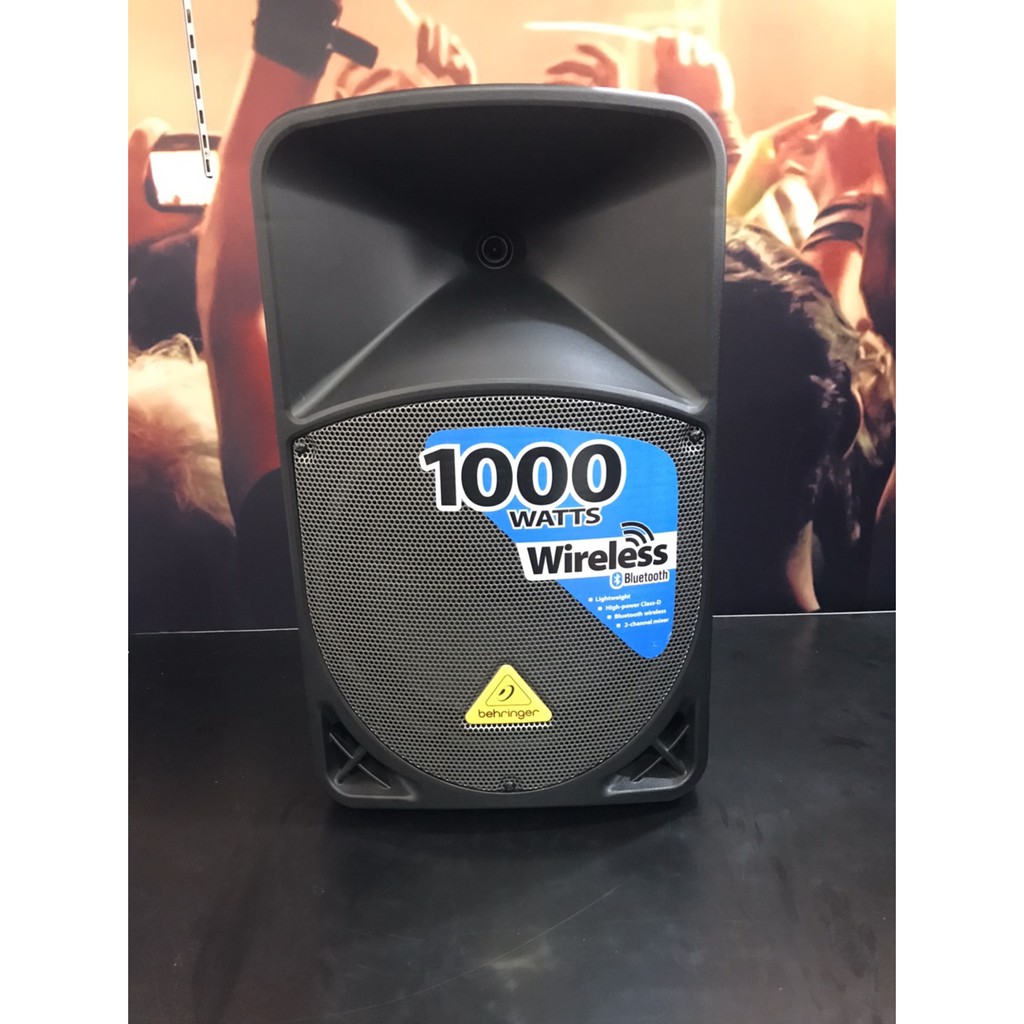 1000
WATTS
Wireless
Bluetooth
Lightweight
High-power Class-D
Bluetooth wireless
2-channel mixer
behringer